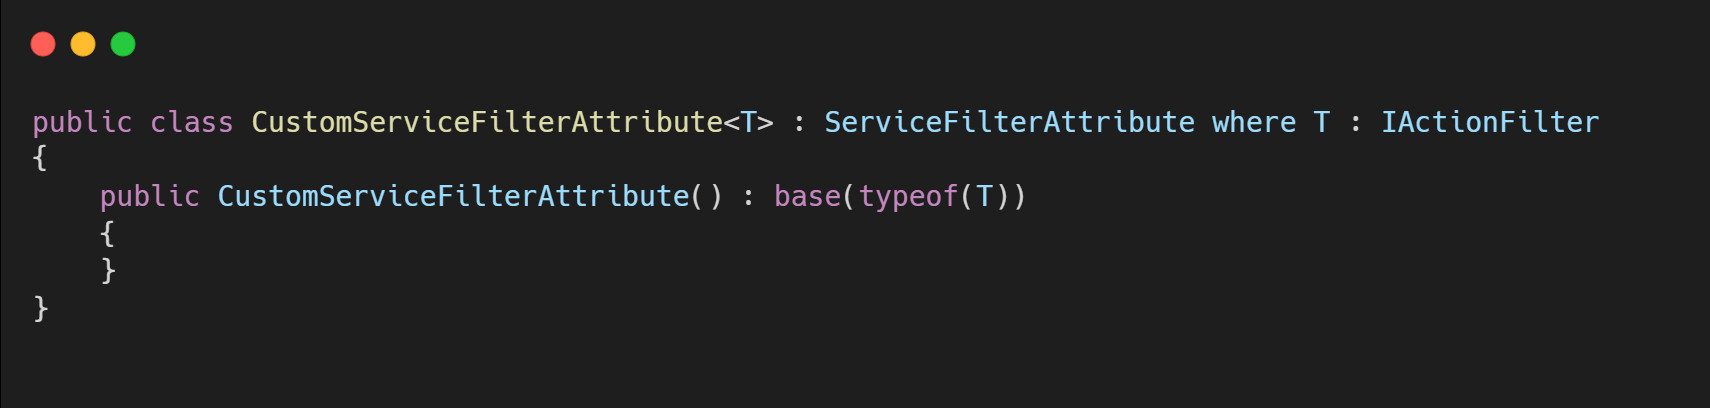 public class CustomServiceFilterAttribute<T> : ServiceFilterAttribute where T : IActionFilter
{
    public CustomServiceFilterAttribute() : base(typeof(T))
    {
    }
}